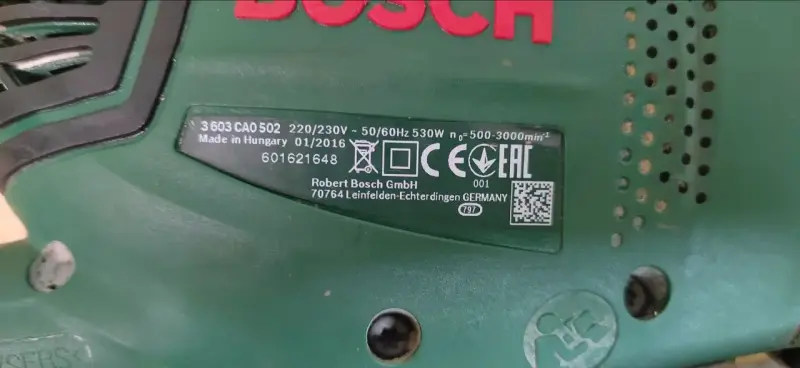 BOSCH
3 603 CA0 502 220/230V ~ 50/60Hz 530W n₀=500-3000min⁻¹
Made in Hungary 01/2016
601621648
CE EAC
001
Robert Bosch GmbH
70764 Leinfelden-Echterdingen GERMANY
797